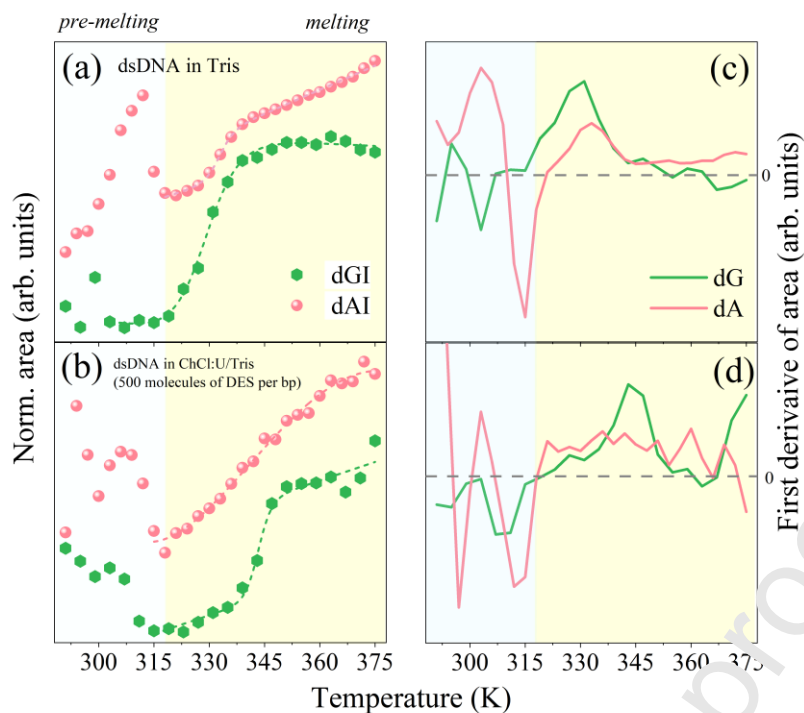 pre-melting melting
(a) dsDNA in Tris
dGI
dAI
(b) dsDNA in ChCl:U/Tris
(500 molecules of DES per bp)
Norm. area (arb. units)
300 315 330 345 360 375
(c)
0
dG
dA
(d)
0
First derivaive of area (arb. units)
300 315 330 345 360 375
Temperature (K)